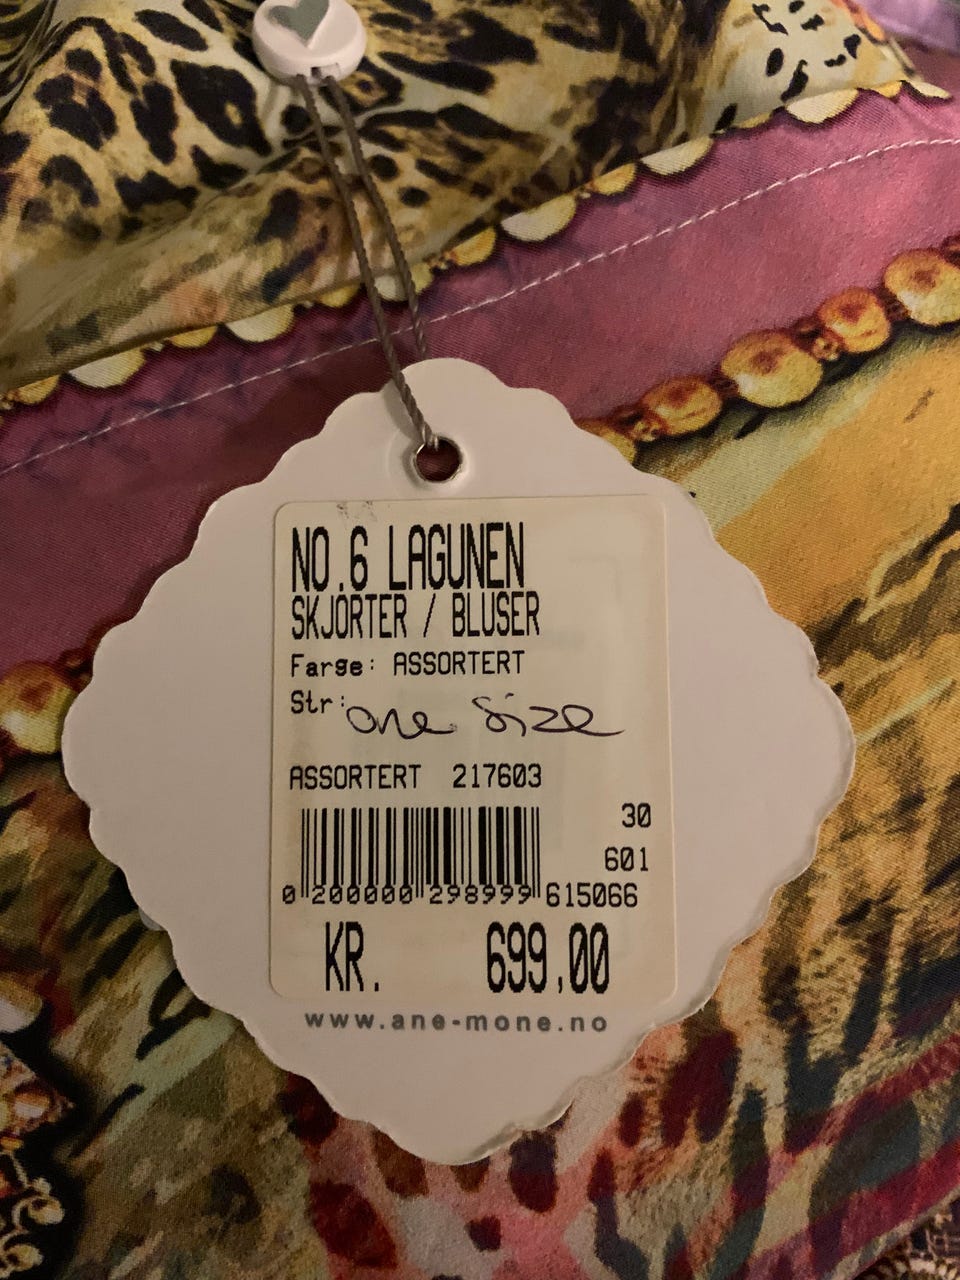 NO.6 LAGUNEN
SKJORTER / BLUSER
Farge: ASSORTERT
Str: one size
ASSORTERT 217603
30
601
0 200000 298999 615066
KR. 699,00
www.ane-mone.no